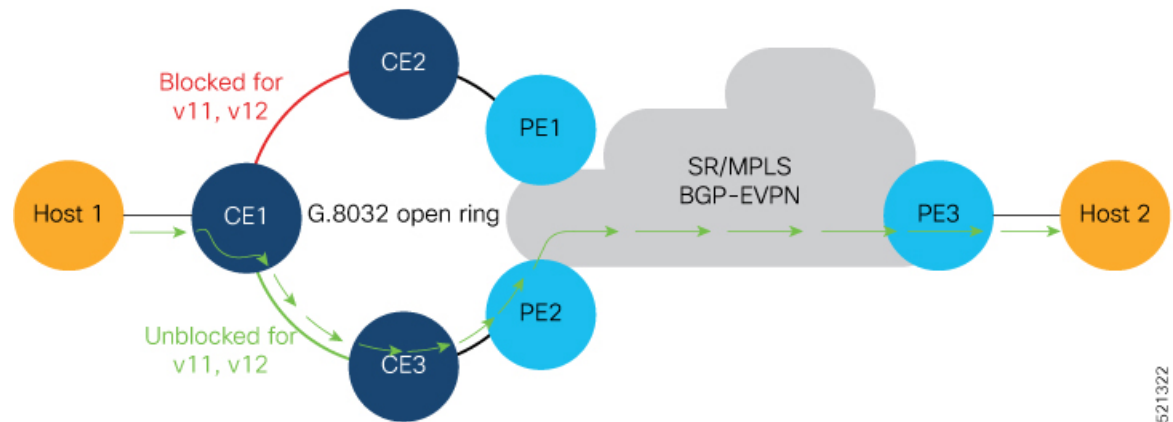 CE2
Blocked for
v11, v12
PE1
SR/MPLS
BGP-EVPN
Host 1
CE1
G.8032 open ring
PE3
Host 2
PE2
Unblocked for
v11, v12
CE3
521322